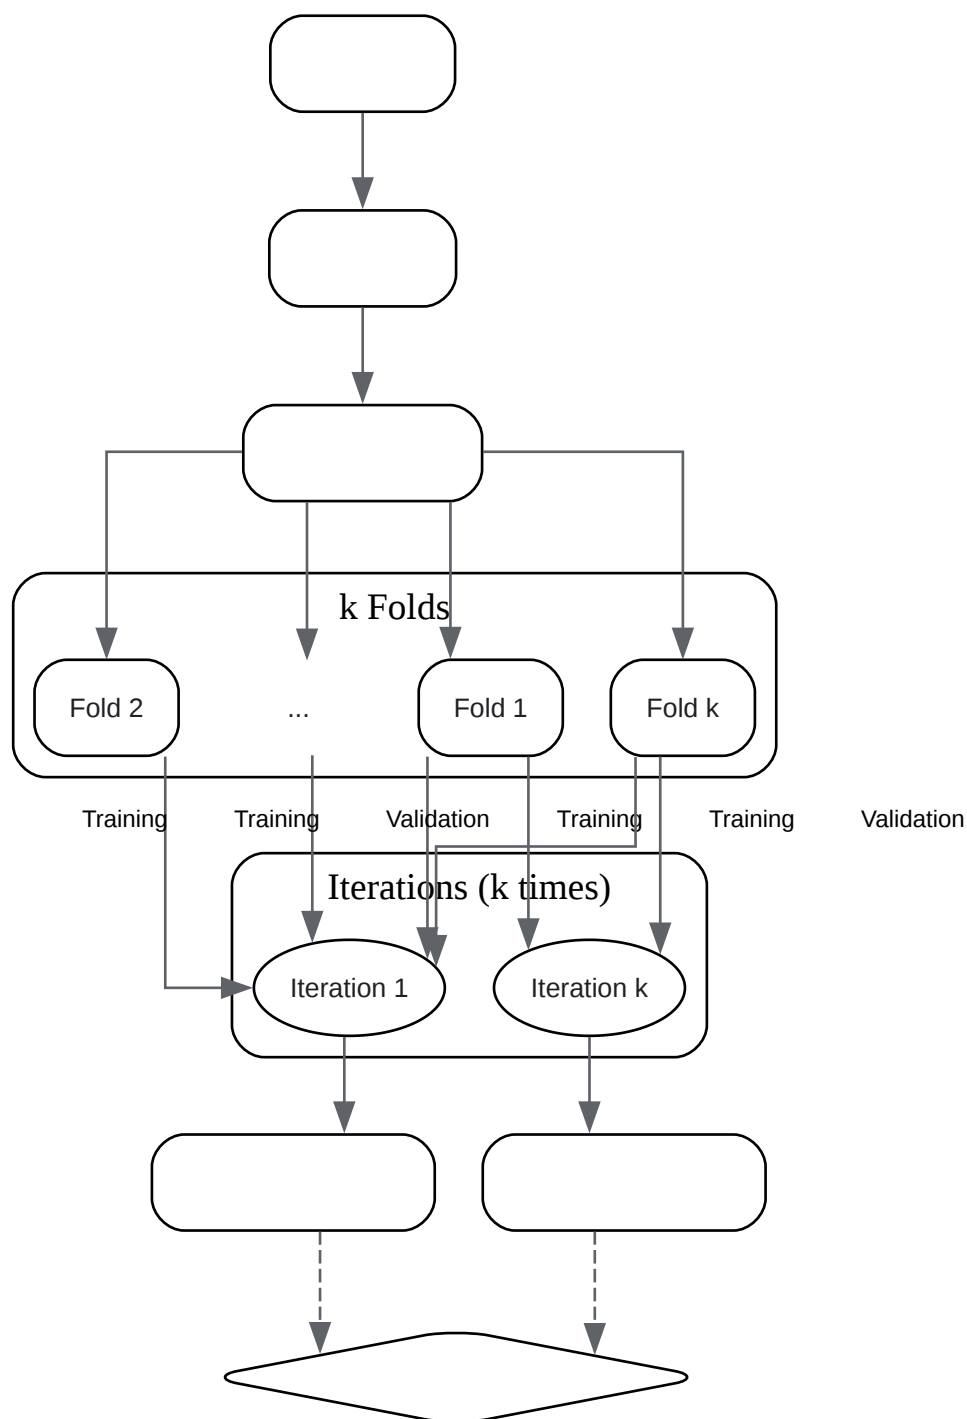 k Folds
Fold 2
...
Fold 1
Fold k
Training
Training
Validation
Training
Training
Validation
Iterations (k times)
Iteration 1
Iteration k